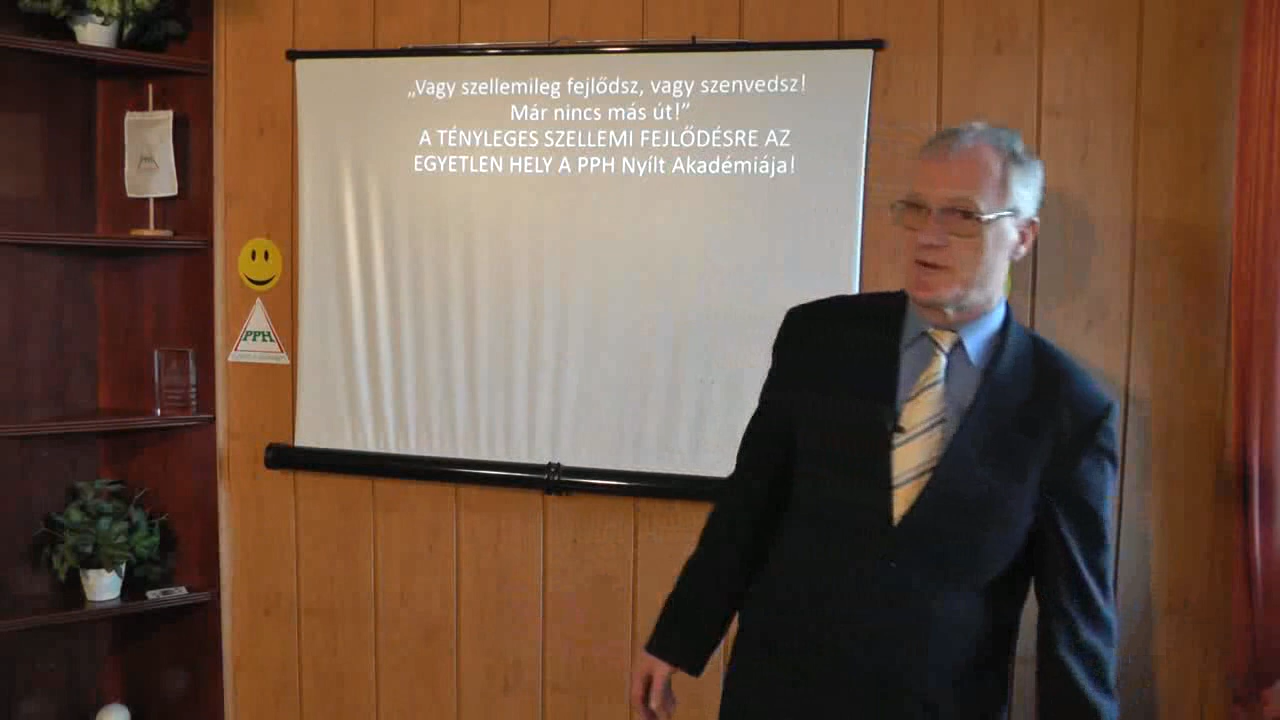 „Vagy szellemileg fejlődsz, vagy szenvedsz!
Már nincs más út!”
A TÉNYLEGES SZELLEMI FEJLŐDÉSRE AZ
EGYETLEN HELY A PPH Nyílt Akadémiája!
PPH